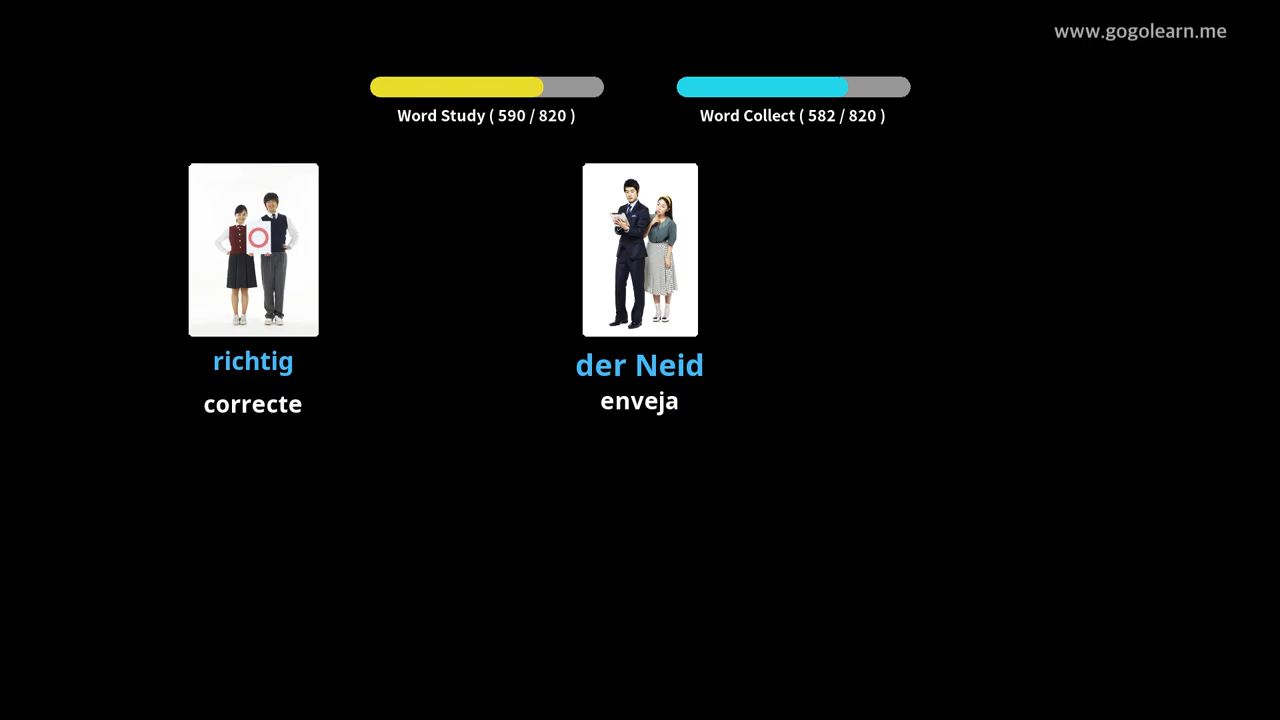 www.gogolearn.me
Word Study ( 590 / 820 )
Word Collect ( 582 / 820 )
richtig
correcte
der Neid
enveja